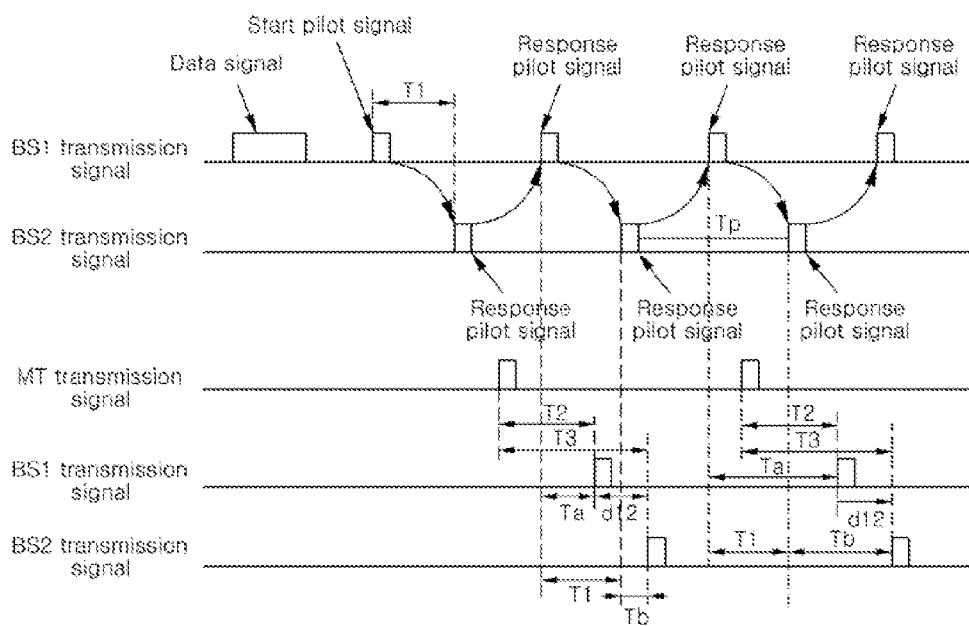 Start pilot signal
Data signal
T1
Response
pilot signal
Response
pilot signal
Response
pilot signal
BS1 transmission
signal
BS2 transmission
signal
Tp
Response
pilot signal
Response
pilot signal
Response
pilot signal
MT transmission
signal
T2
T3
T2
T3
BS1 transmission
signal
Ta
Ta
d12
d12
BS2 transmission
signal
T1
Tb
T1
Tb